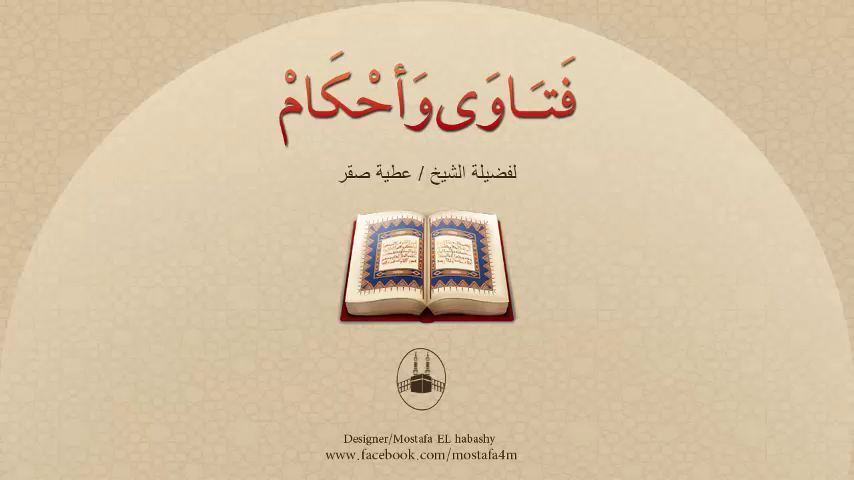 فَتَاوَى وَأَحْكَامْ
لفضيلة الشيخ / عطية صقر
Designer/Mostafa EL habashy
www.facebook.com/mostafa4m